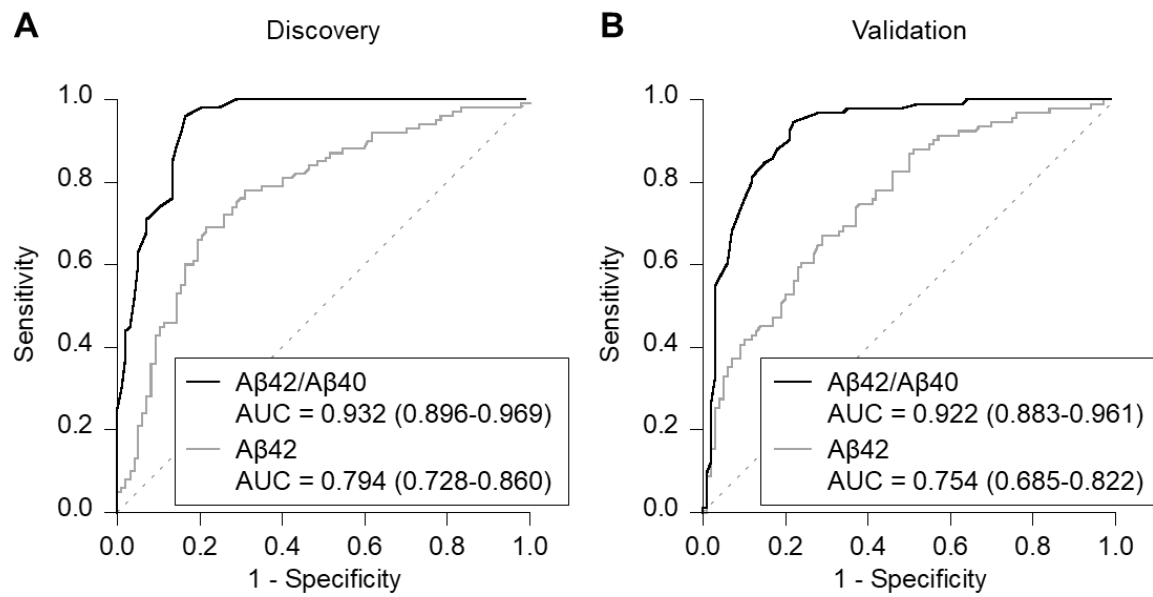 A
Discovery
Sensitivity
1.0
0.8
0.6
0.4
0.2
0.0
Aβ42/Aβ40
AUC = 0.932 (0.896-0.969)
Aβ42
AUC = 0.794 (0.728-0.860)
0.0 0.2 0.4 0.6 0.8 1.0
1 - Specificity
B
Validation
Sensitivity
1.0
0.8
0.6
0.4
0.2
0.0
Aβ42/Aβ40
AUC = 0.922 (0.883-0.961)
Aβ42
AUC = 0.754 (0.685-0.822)
0.0 0.2 0.4 0.6 0.8 1.0
1 - Specificity